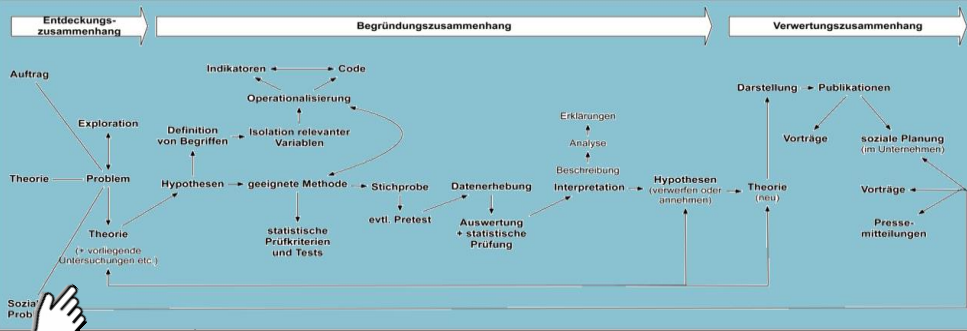 Entdeckungs-
zusammenhang
Begründungszusammenhang
Verwertungszusammenhang
Auftrag
Exploration
Theorie
Problem
Theorie
(+ vorliegende
Untersuchungen etc.)
Sozial
Prob
Indikatoren
Code
Operationalisierung
Definition
von Begriffen
Isolation relevanter
Variablen
Hypothesen
geeignete Methode
statistische
Prüfkriterien
und Tests
Stichprobe
evtl. Pretest
Datenerhebung
Auswertung
+ statistische
Prüfung
Erklärungen
Analyse
Beschreibung
Interpretation
Hypothesen
(verwerfen oder
annehmen)
Theorie
(neu)
Darstellung
Publikationen
Vorträge
soziale Planung
(im Unternehmen)
Vorträge
Presse-
mitteilungen